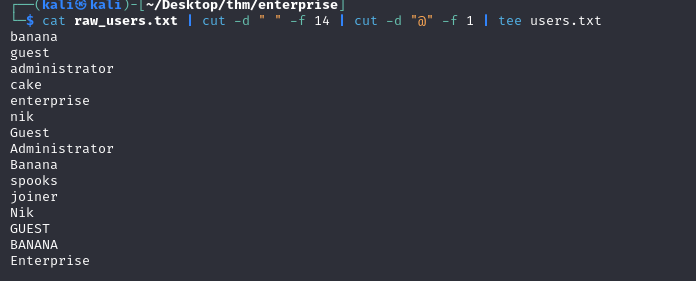 ┌──(kali㉿kali)-[~/Desktop/thm/enterprise]
└─$ cat raw_users.txt | cut -d " " -f 14 | cut -d "@" -f 1 | tee users.txt
banana
guest
administrator
cake
enterprise
nik
Guest
Administrator
Banana
spooks
joiner
Nik
GUEST
BANANA
Enterprise